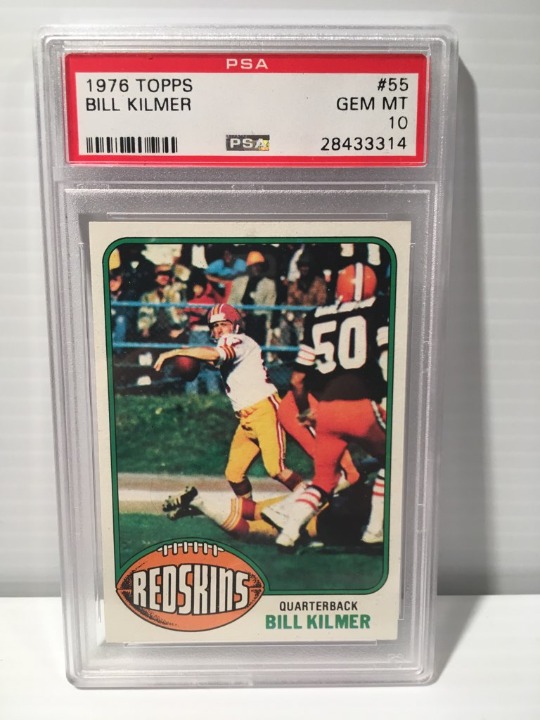 PSA
1976 TOPPS #55
BILL KILMER GEM MT
10
PSA 28433314
50
REDSKINS
QUARTERBACK
BILL KILMER